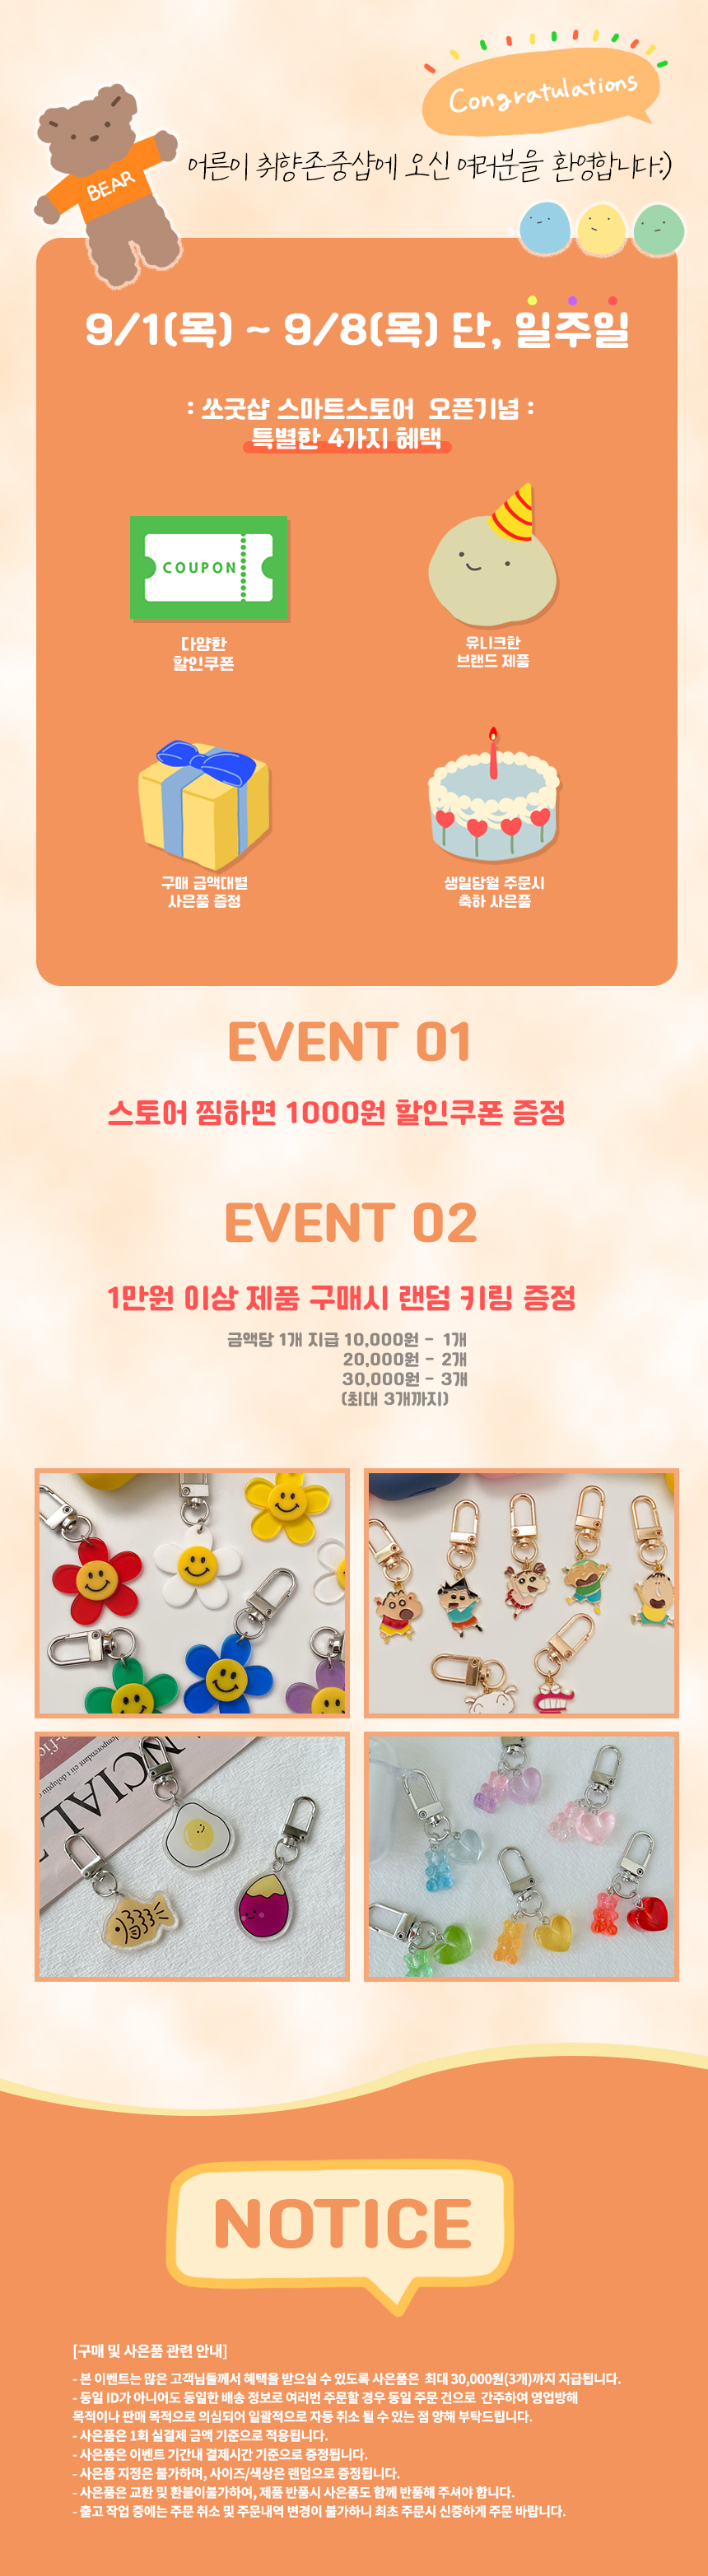 Congratulations
어른이 취향존중샵에 오신 여러분을 환영합니다:)
BEAR
9/1(목) ~ 9/8(목) 단, 일주일
: 쏘굿샵 스마트스토어 오픈기념 :
특별한 4가지 혜택
COUPON
다양한
할인쿠폰
유니크한
브랜드 제품
구매 금액대별
사은품 증정
생일당월 주문시
축하 사은품
EVENT 01
스토어 찜하면 1000원 할인쿠폰 증정
EVENT 02
1만원 이상 제품 구매시 랜덤 키링 증정
금액당 1개 지급 10,000원 - 1개
20,000원 - 2개
30,000원 - 3개
(최대 3개까지)
NOTICE
[구매 및 사은품 관련 안내]
- 본 이벤트는 많은 고객님들께서 혜택을 받으실 수 있도록 사은품은 최대 30,000원(3개)까지 지급됩니다.
- 동일 ID가 아니어도 동일한 배송 정보로 여러번 주문할 경우 동일 주문 건으로 간주하여 영업방해
목적이나 판매 목적으로 의심되어 일괄적으로 자동 취소 될 수 있는 점 양해 부탁드립니다.
- 사은품은 1회 실결제 금액 기준으로 적용됩니다.
- 사은품은 이벤트 기간내 결제시간 기준으로 증정됩니다.
- 사은품 지정은 불가하며, 사이즈/색상은 랜덤으로 증정됩니다.
- 사은품은 교환 및 환불이불가하며, 제품 반품시 사은품도 함께 반품해 주셔야 합니다.
- 출고 작업 중에는 주문 취소 및 주문내역 변경이 불가하니 최초 주문시 신중하게 주문 바랍니다.